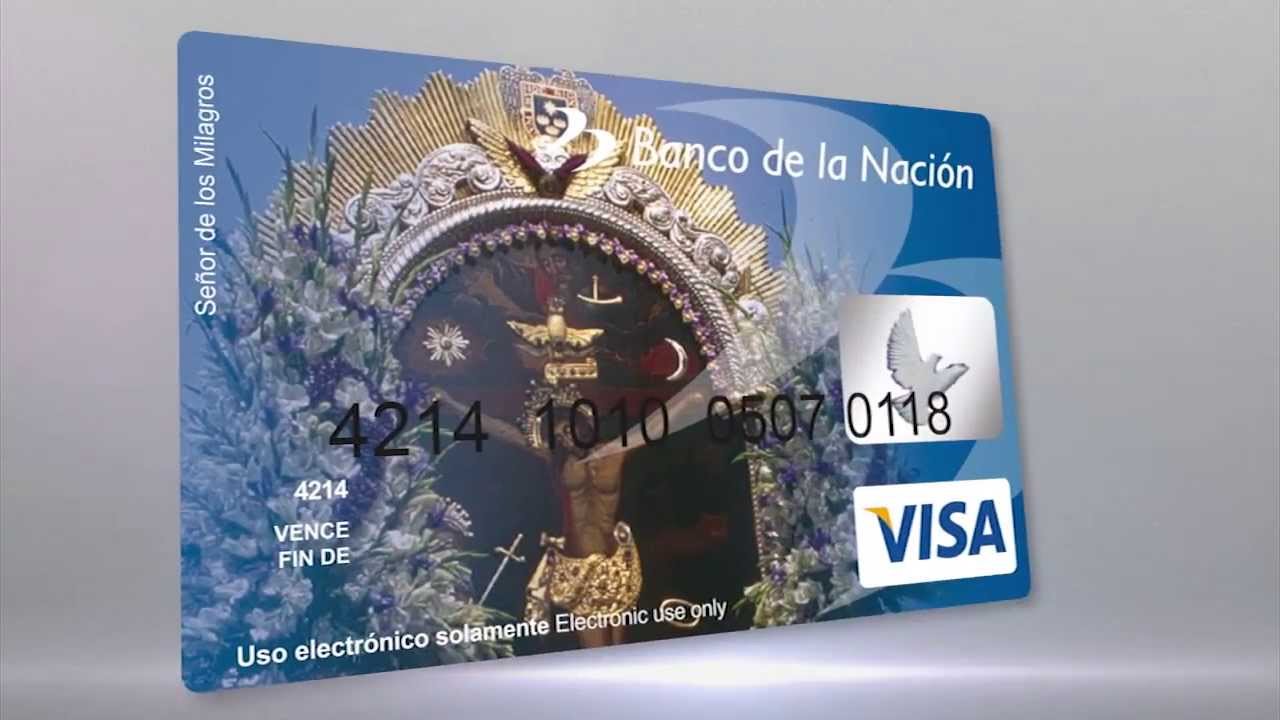 Señor de los Milagros
Banco de la Nación
4214 1010 0507 0118
4214
VENCE
FIN DE
VISA
Uso electrónico solamente Electronic use only